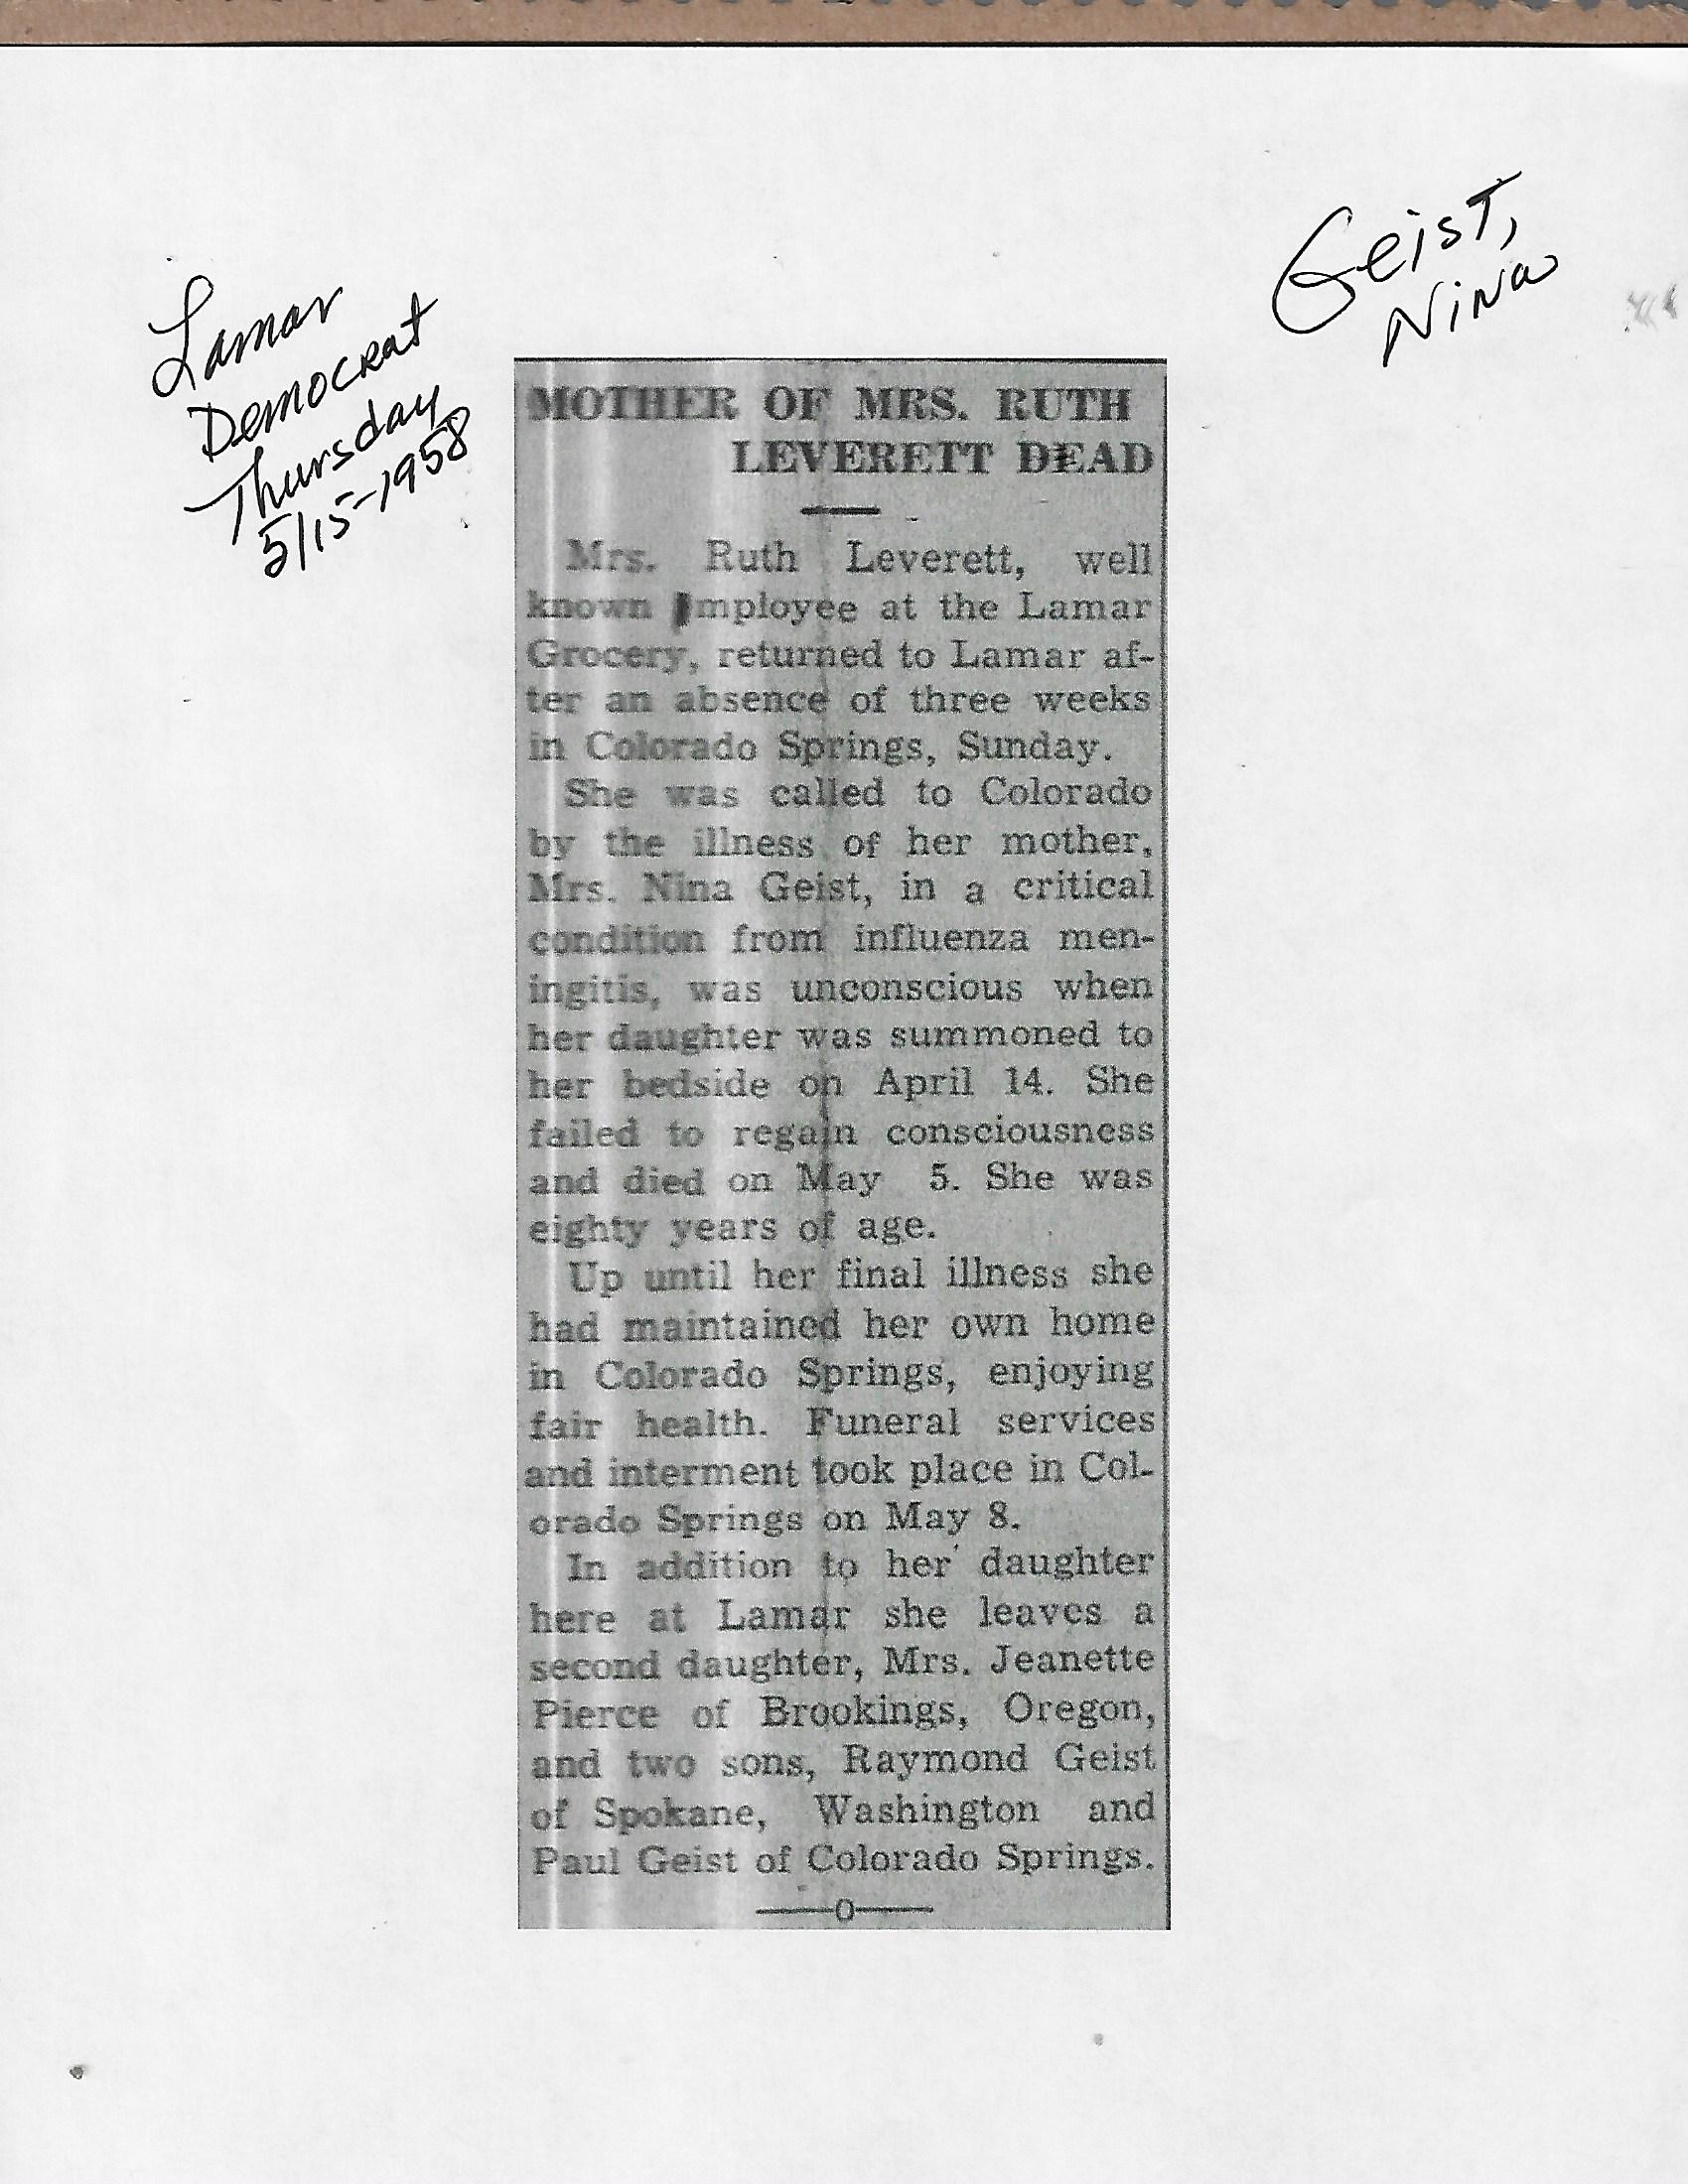 Lamar
Democrat
Thursday
5/15-1958
Geist,
Nina
MOTHER OF MRS. RUTH
LEVERETT DEAD
Mrs. Ruth Leverett, well
known employee at the Lamar
Grocery, returned to Lamar af-
ter an absence of three weeks
in Colorado Springs, Sunday.
She was called to Colorado
by the illness of her mother,
Mrs. Nina Geist, in a critical
condition from influenza men-
ingitis, was unconscious when
her daughter was summoned to
her bedside on April 14. She
failed to regain consciousness
and died on May 5. She was
eighty years of age.
Up until her final illness she
had maintained her own home
in Colorado Springs, enjoying
fair health. Funeral services
and interment took place in Col-
orado Springs on May 8.
In addition to her daughter
here at Lamar she leaves a
second daughter, Mrs. Jeanette
Pierce of Brookings, Oregon,
and two sons, Raymond Geist
of Spokane, Washington and
Paul Geist of Colorado Springs.
——o——